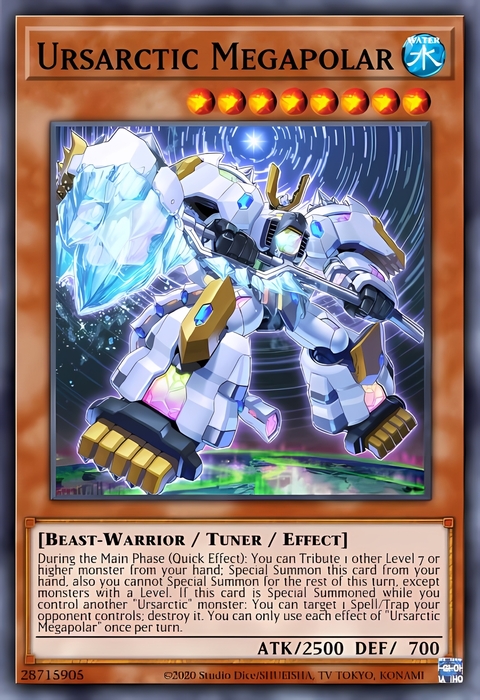 URSARCTIC MEGAPOLAR
WATER
水
[BEAST-WARRIOR / TUNER / EFFECT]
During the Main Phase (Quick Effect): You can Tribute 1 other Level 7 or
higher monster from your hand; Special Summon this card from your
hand, also you cannot Special Summon for the rest of this turn, except
monsters with a Level. If this card is Special Summoned while you
control another "Ursarctic" monster: You can target 1 Spell/Trap your
opponent controls; destroy it. You can only use each effect of "Ursarctic
Megapolar" once per turn.
ATK/2500 DEF/ 700
28715905
©2020 Studio Dice/SHUEISHA, TV TOKYO, KONAMI